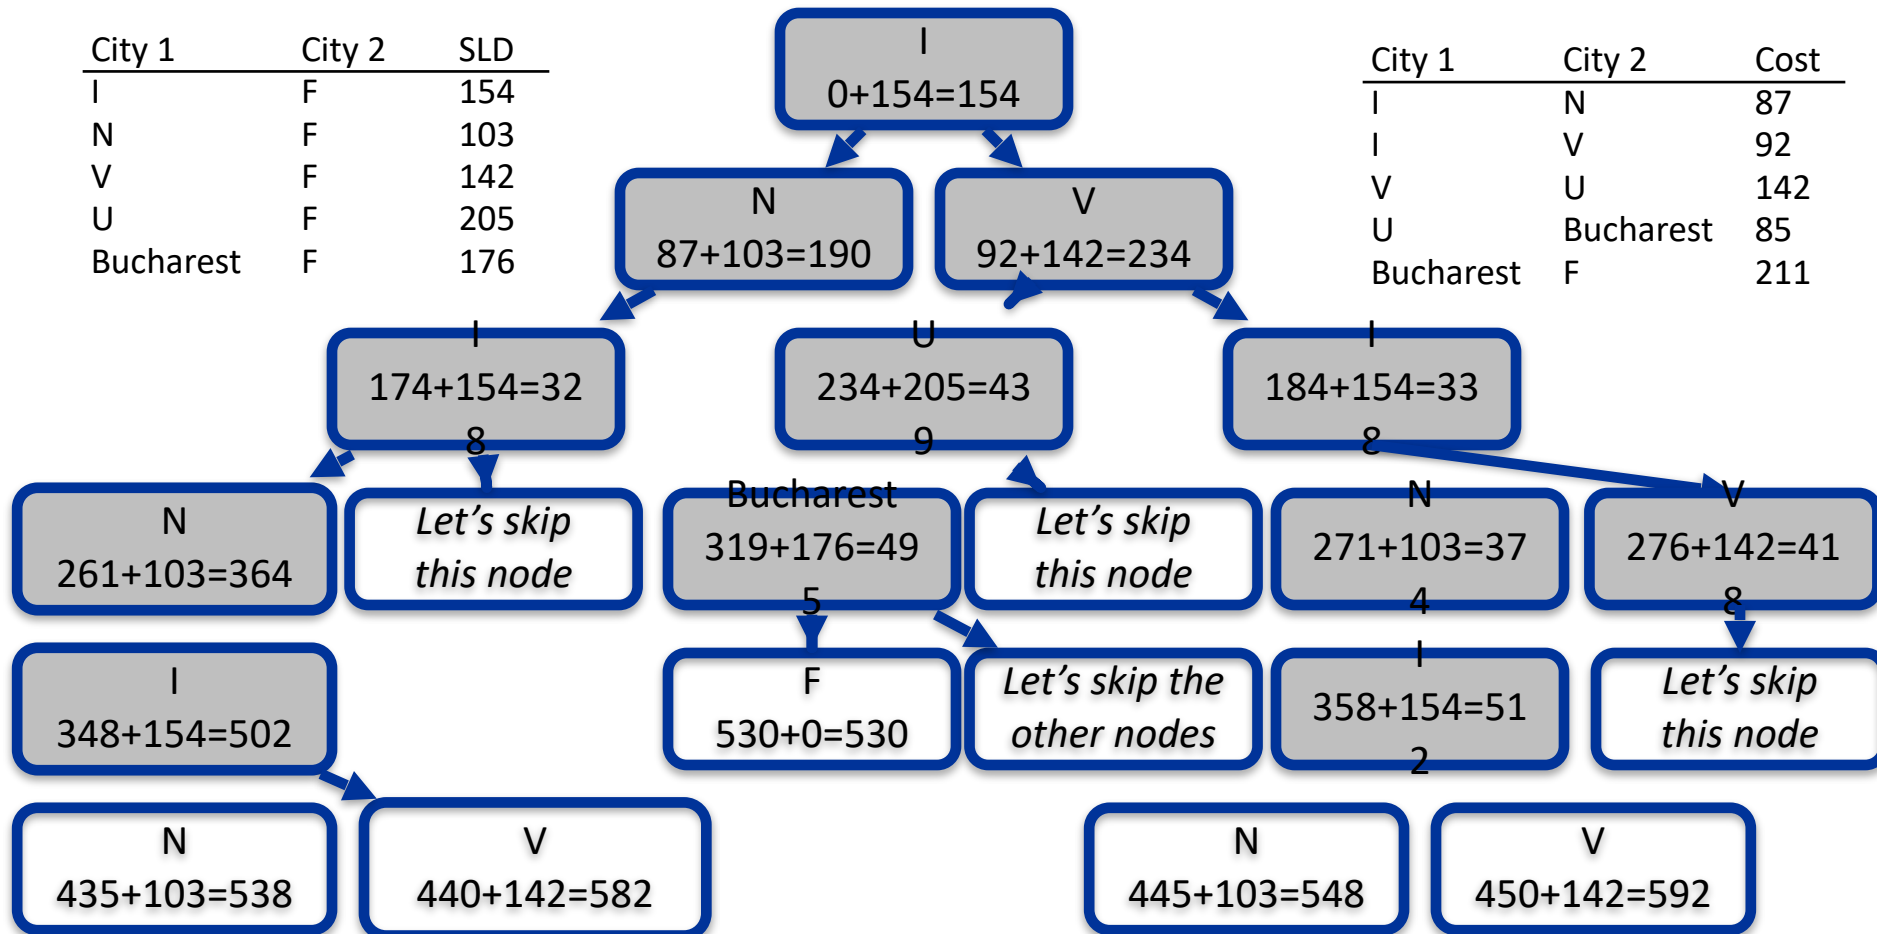 City 1 City 2 SLD
I F 154
N F 103
V F 142
U F 205
Bucharest F 176
City 1 City 2 Cost
I N 87
I V 92
V U 142
U Bucharest 85
Bucharest F 211
I
0+154=154
N
87+103=190
V
92+142=234
I
174+154=32
8
U
234+205=43
9
I
184+154=33
8
N
261+103=364
Let's skip
this node
Bucharest
319+176=49
5
Let's skip
this node
N
271+103=37
4
V
276+142=41
8
I
348+154=502
F
530+0=530
Let's skip the
other nodes
I
358+154=51
2
Let's skip
this node
N
435+103=538
V
440+142=582
N
445+103=548
V
450+142=592